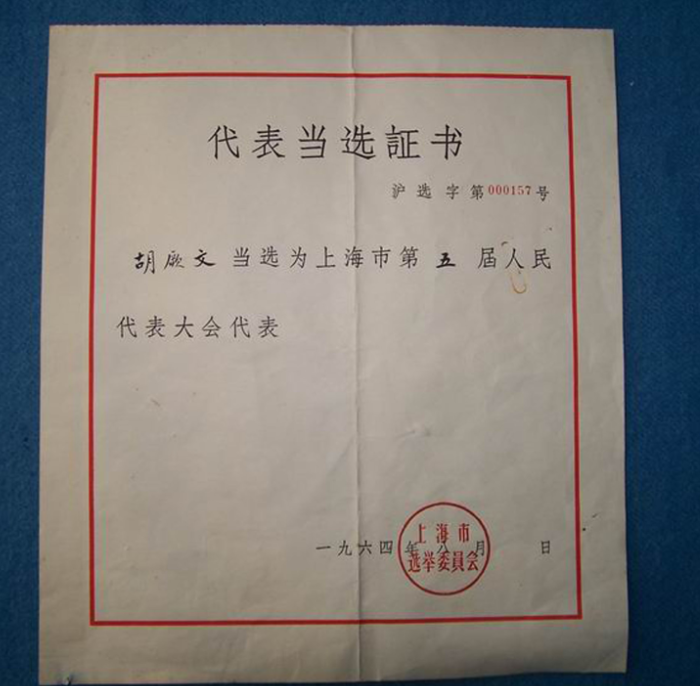 代表当选証书
沪选字第000157号
胡厥文当选为上海市第五届人民
代表大会代表
一九六四年八月 日
上海市
选举委員会